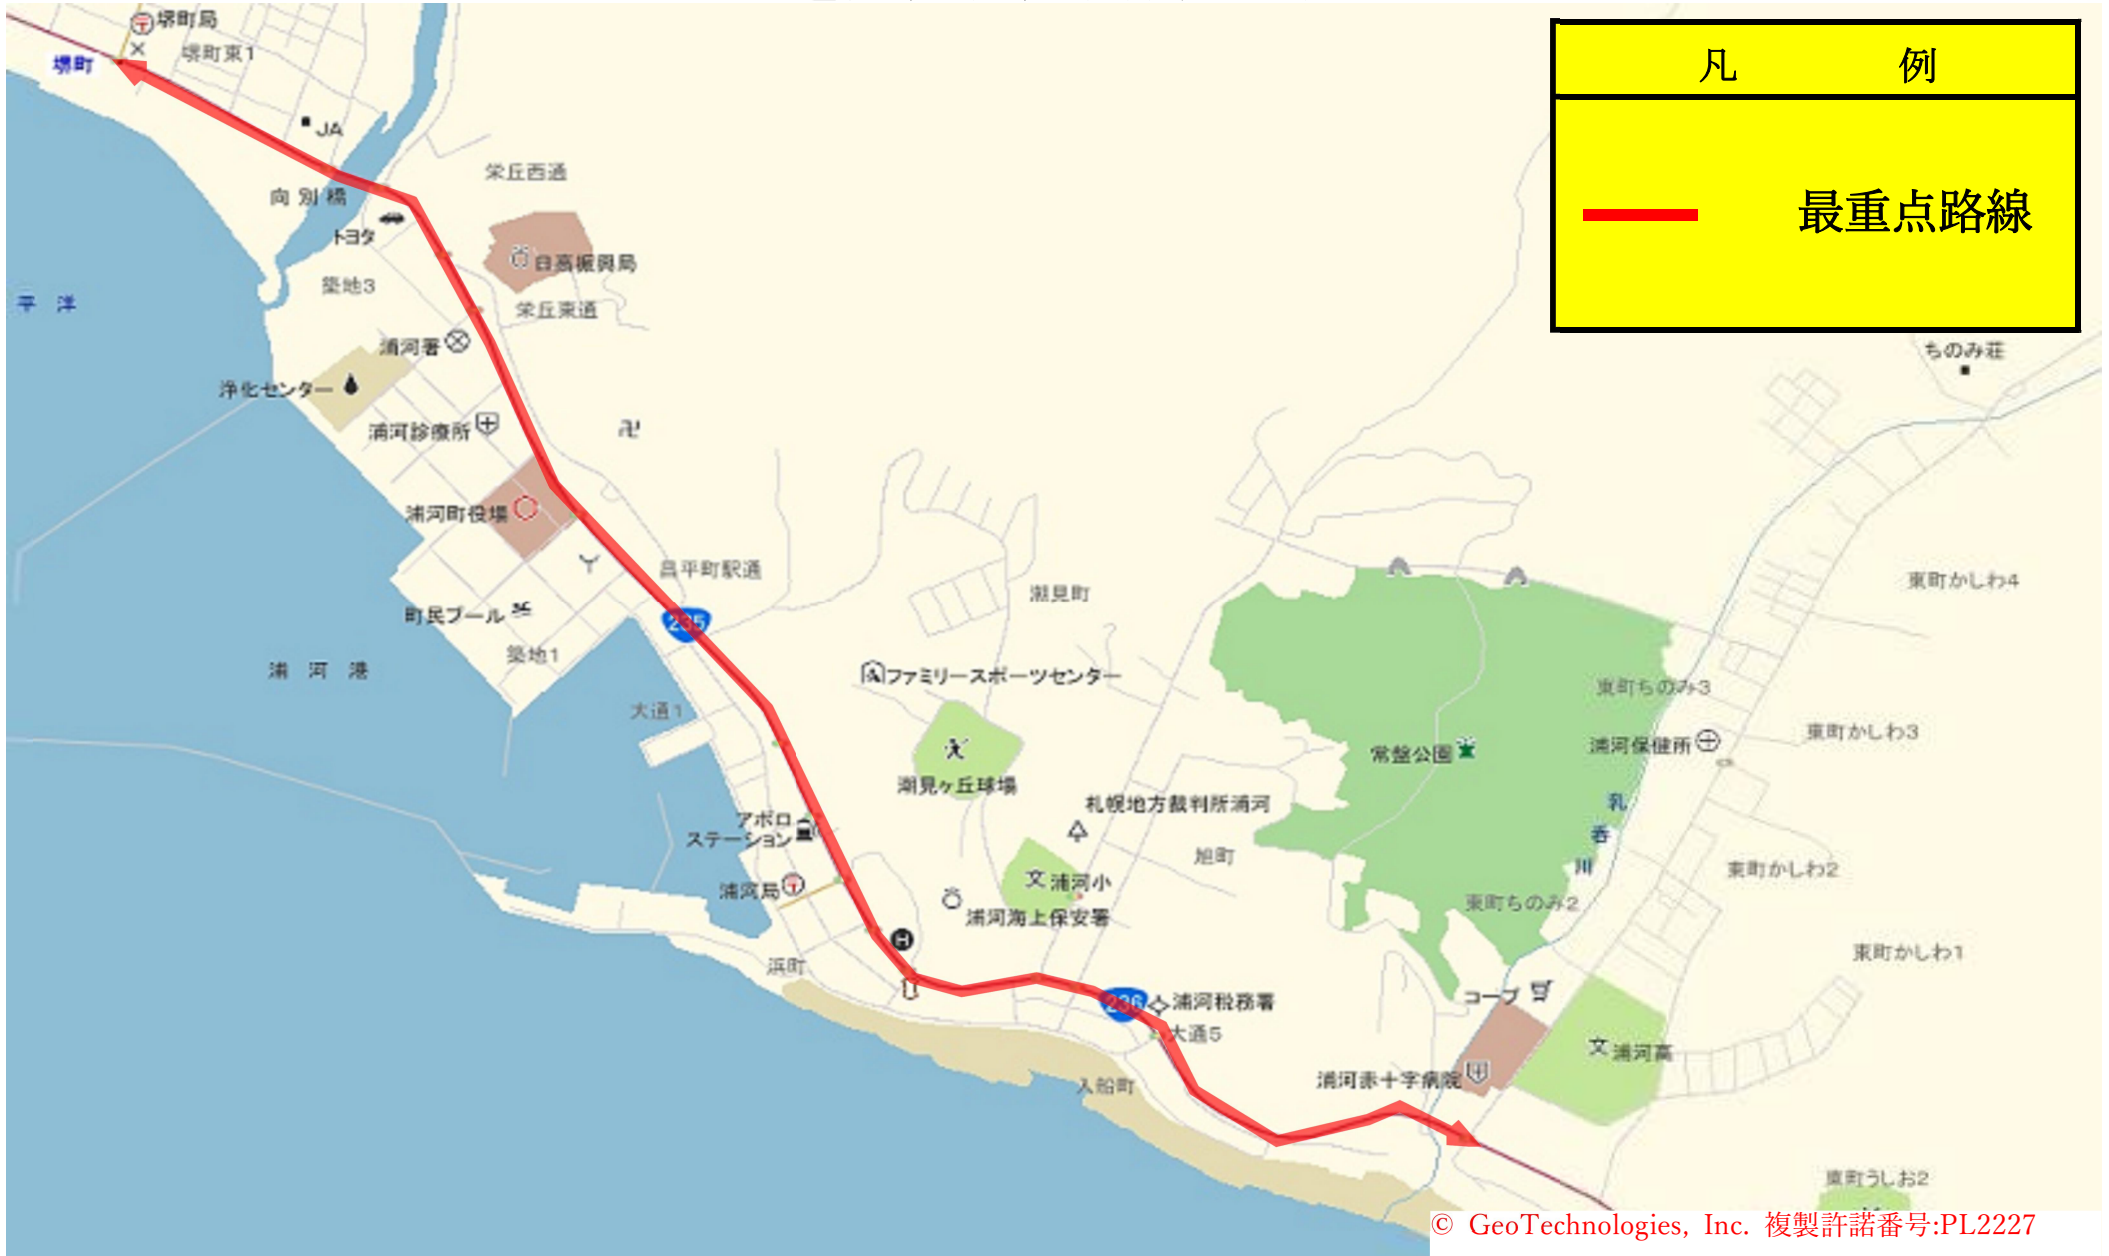 堺町局
堺町東1
堺町
JA
栄丘西通
向別橋
トヨタ
日高振興局
築地3
栄丘東通
平洋
浦河署
浄化センター
浦河診療所
浦河町役場
昌平町駅通
235
町民プール
築地1
浦河港
大通1
潮見町
ファミリースポーツセンター
潮見ヶ丘球場
アポロ
ステーション
浦河局
札幌地方裁判所浦河
旭町
文 浦河小
浦河海上保安署
H
浜町
236
浦河税務署
大通5
入船町
常盤公園
東町ちのみ3
浦河保健所
乳呑川
東町ちのみ2
コープ
文 浦河高
浦河赤十字病院
ちのみ荘
東町かしわ4
東町かしわ3
東町かしわ2
東町かしわ1
東町うしお2
凡 例
最重点路線
© GeoTechnologies, Inc. 複製許諾番号:PL2227